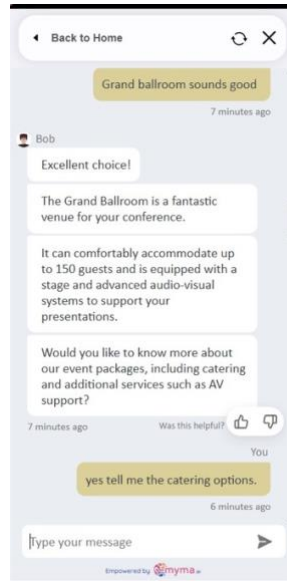 Back to Home
Grand ballroom sounds good
7 minutes ago
Bob
Excellent choice!
The Grand Ballroom is a fantastic
venue for your conference.
It can comfortably accommodate up
to 150 guests and is equipped with a
stage and advanced audio-visual
systems to support your
presentations.
Would you like to know more about
our event packages, including catering
and additional services such as AV
support?
7 minutes ago Was this helpful?
You
yes tell me the catering options.
6 minutes ago
Type your message
Empowered by myma